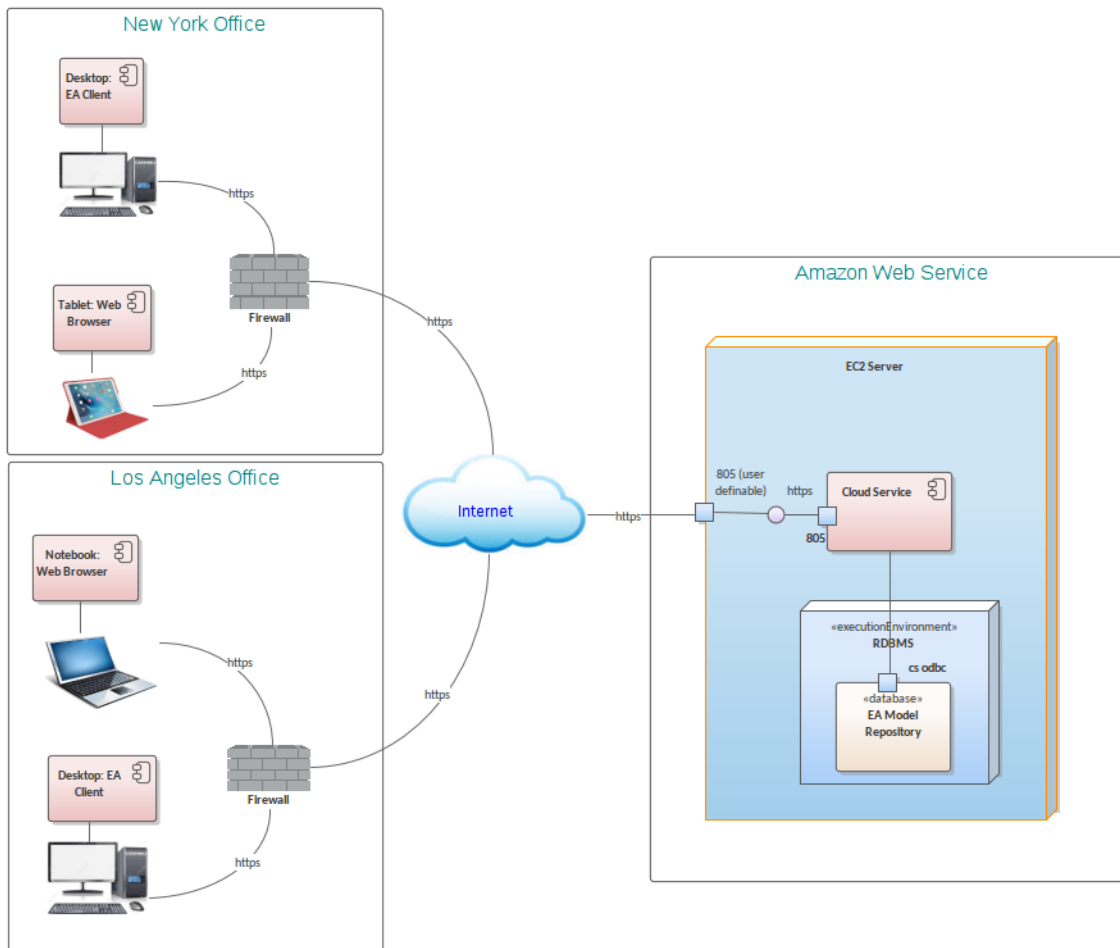 New York Office
Desktop:
EA Client
https
Firewall
Tablet: Web
Browser
https
https
Los Angeles Office
Notebook:
Web Browser
https
Firewall
Desktop: EA
Client
https
https
Internet
https
Amazon Web Service
EC2 Server
805 (user
definable)
https
805
Cloud Service
«executionEnvironment»
RDBMS
cs odbc
«database»
EA Model
Repository